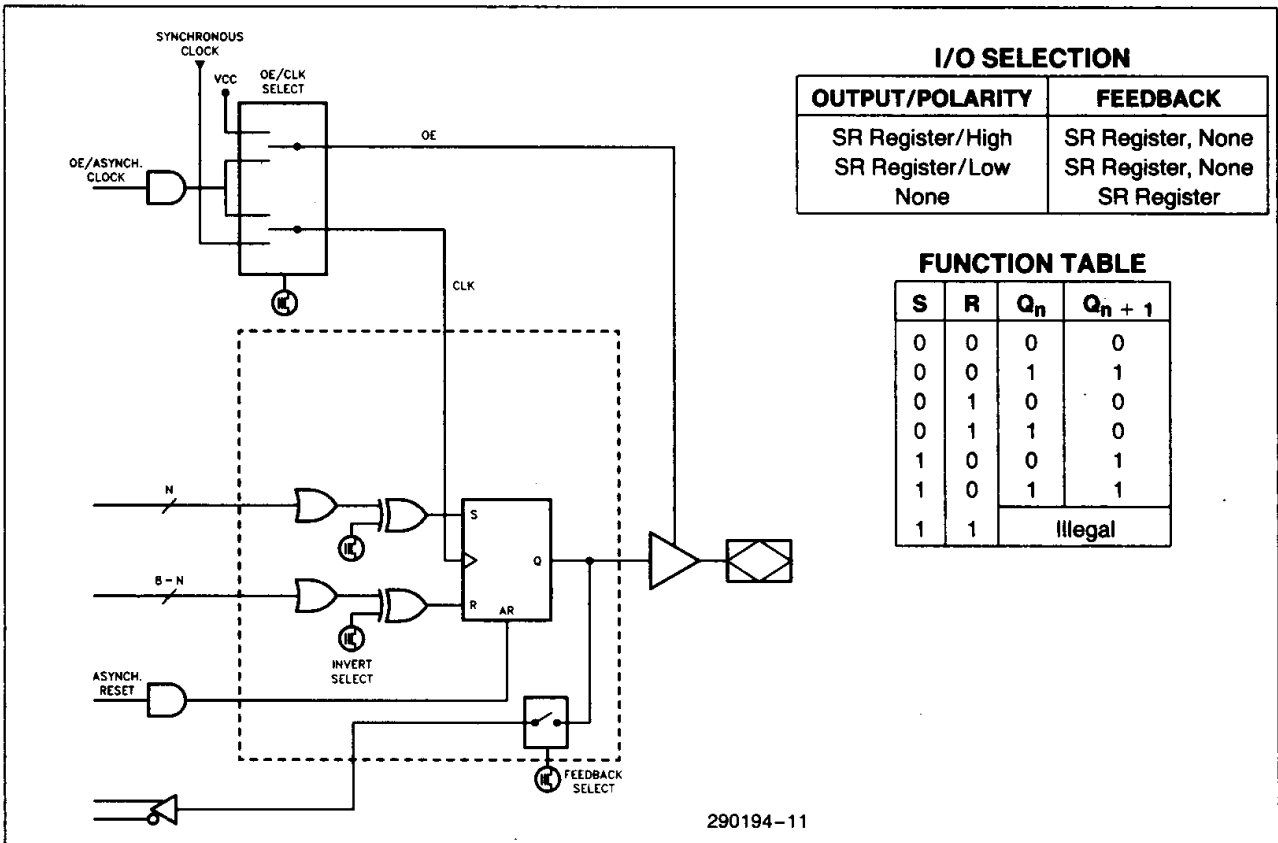 SYNCHRONOUS
CLOCK
VCC
OE/CLK
SELECT
OE
OE/ASYNCH.
CLOCK
CLK
N
8-N
S
Q
R
AR
INVERT
SELECT
ASYNCH.
RESET
FEEDBACK
SELECT
I/O SELECTION
OUTPUT/POLARITY FEEDBACK
SR Register/High SR Register, None
SR Register/Low SR Register, None
None SR Register
FUNCTION TABLE
S R Qn Qn + 1
0 0 0 0
0 0 1 1
0 1 0 0
0 1 1 0
1 0 0 1
1 0 1 1
1 1 Illegal
290194-11